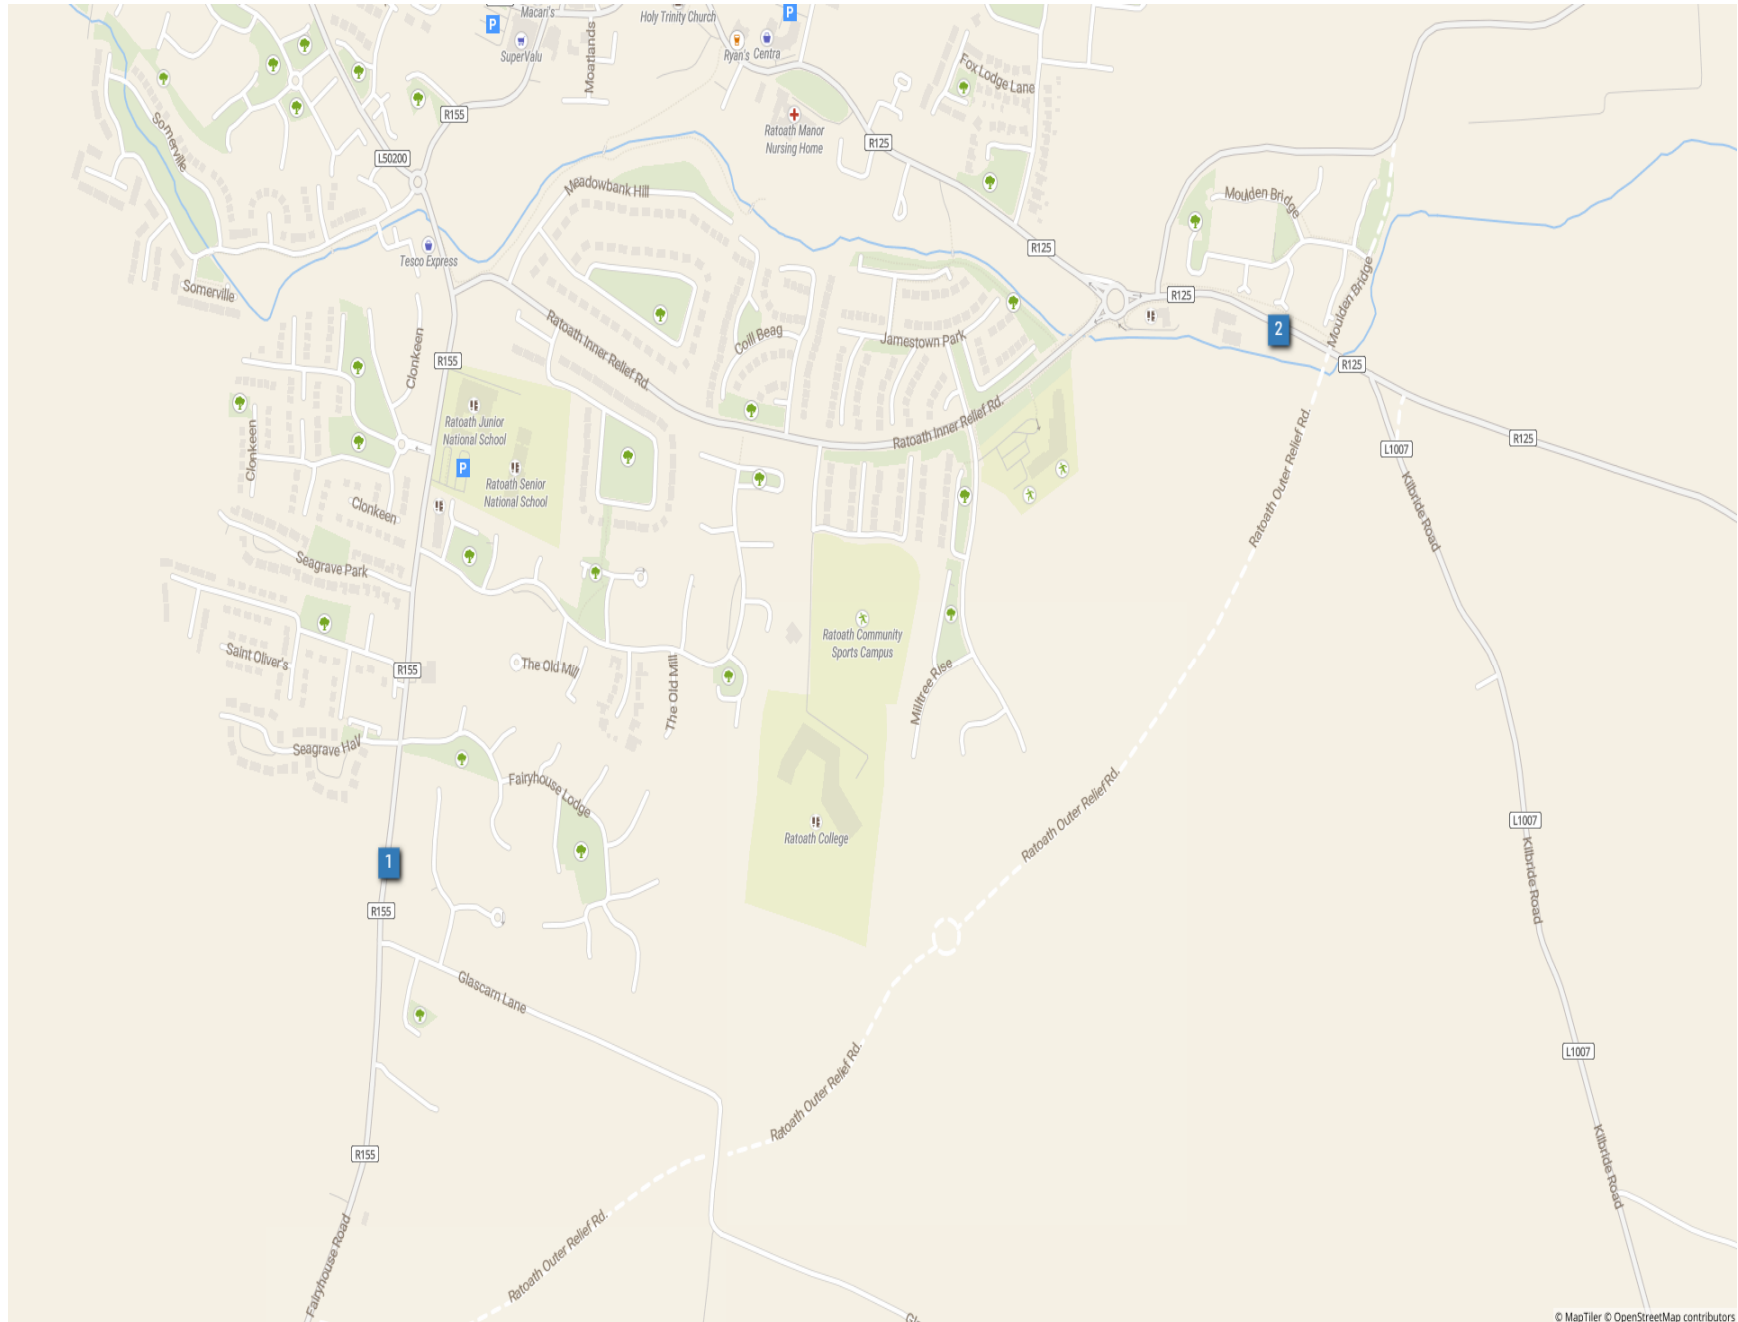 Macari's
P
P
Holy Trinity Church
SuperValu
Moatlands
Ryan's
Centra
Fox Lodge Lane
R155
Somerville
Ratoath Manor
Nursing Home
R125
L50200
Meadowbank Hill
Moulden Bridge
R125
Tesco Express
Somerville
R125
Moulden Bridge
2
Ratoath Inner Relief Rd.
Coill Beag
Jamestown Park
Clonkeen
R155
R125
Ratoath Junior
National School
Ratoath Inner Relief Rd.
Clonkeen
P
Ratoath Senior
National School
R125
L1007
Ratoath Outer Relief Rd.
Kilbride Road
Clonkeen
Seagrave Park
Ratoath Community
Sports Campus
Saint Oliver's
R155
The Old Mill
The Old Mill
Milltree Rise
Seagrave Hall
Fairyhouse Lodge
Ratoath Outer Relief Rd.
Ratoath College
L1007
Kilbride Road
1
R155
Glascarn Lane
Ratoath Outer Relief Rd.
L1007
R155
Kilbride Road
Fairyhouse Road
Ratoath Outer Relief Rd.
© MapTiler © OpenStreetMap contributors